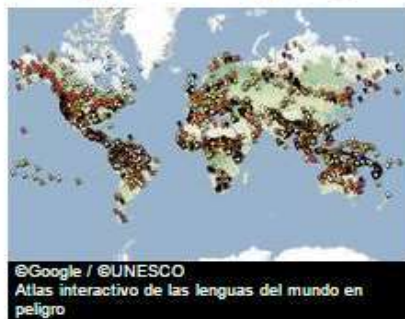 ©Google / ©UNESCO
Atlas interactivo de las lenguas del mundo en
peligro